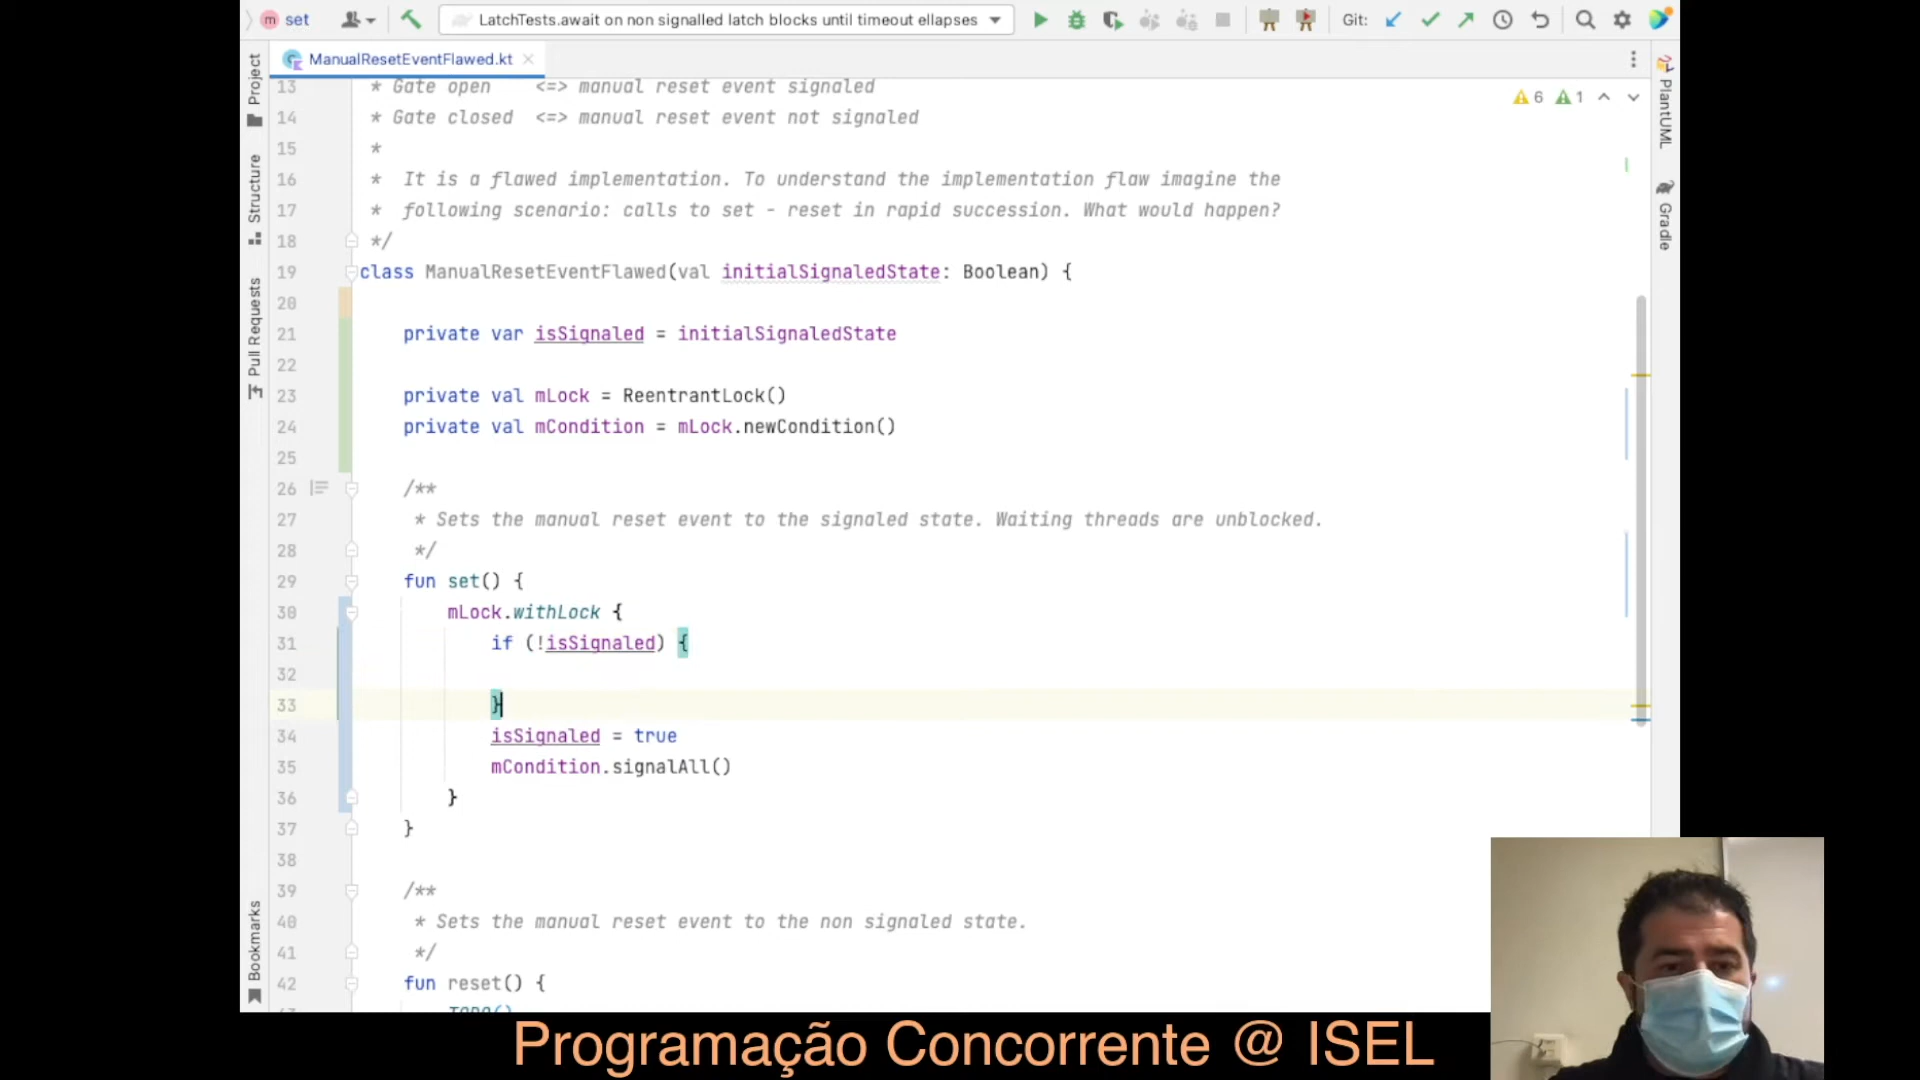 set
LatchTests.await on non signalled latch blocks until timeout ellapses
Git:
ManualResetEventFlawed.kt
Project
Structure
Pull Requests
Bookmarks
PlantUML
Gradle
6 1
13 * Gate open <=> manual reset event signaled
14 * Gate closed <=> manual reset event not signaled
15 *
16 * It is a flawed implementation. To understand the implementation flaw imagine the
17 * following scenario: calls to set - reset in rapid succession. What would happen?
18 */
19 class ManualResetEventFlawed(val initialSignaledState: Boolean) {
20
21 private var isSignaled = initialSignaledState
22
23 private val mLock = ReentrantLock()
24 private val mCondition = mLock.newCondition()
25
26 /**
27 * Sets the manual reset event to the signaled state. Waiting threads are unblocked.
28 */
29 fun set() {
30 mLock.withLock {
31 if (!isSignaled) {
32
33 }
34 isSignaled = true
35 mCondition.signalAll()
36 }
37 }
38
39 /**
40 * Sets the manual reset event to the non signaled state.
41 */
42 fun reset() {
TODO()
Programação Concorrente @ ISEL